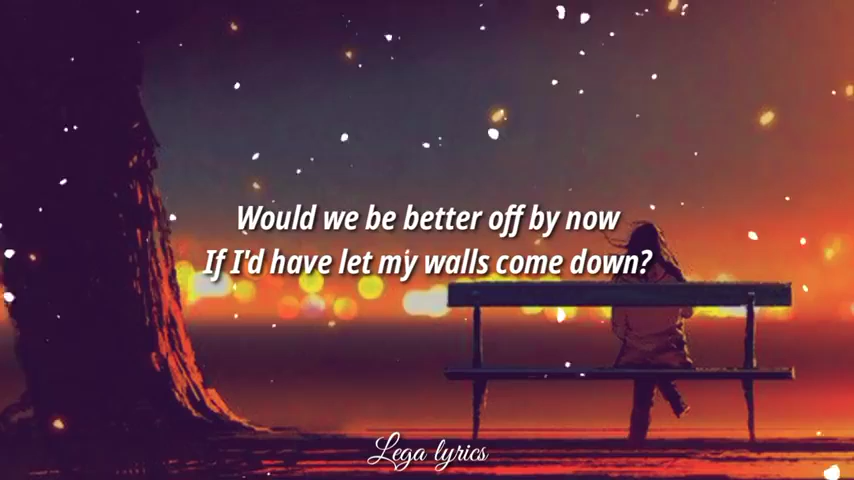 Would we be better off by now
If I'd have let my walls come down?
Lega lyrics